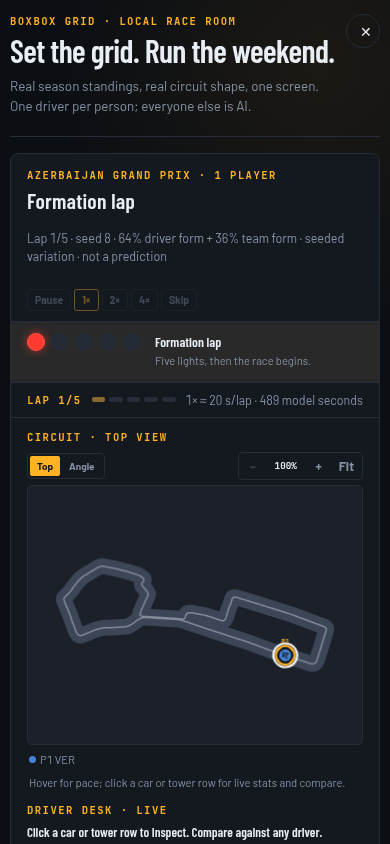 BOXBOX GRID · LOCAL RACE ROOM
Set the grid. Run the weekend.
×
Real season standings, real circuit shape, one screen.
One driver per person; everyone else is AI.
AZERBAIJAN GRAND PRIX · 1 PLAYER
Formation lap
Lap 1/5 · seed 8 · 64% driver form + 36% team form · seeded
variation · not a prediction
Pause 1× 2× 4× Skip
Formation lap
Five lights, then the race begins.
LAP 1/5 1× ≈ 20 s/lap · 489 model seconds
CIRCUIT · TOP VIEW
Top Angle − 100% + Fit
P1 VER
Hover for pace; click a car or tower row for live stats and compare.
DRIVER DESK · LIVE
Click a car or tower row to inspect. Compare against any driver.